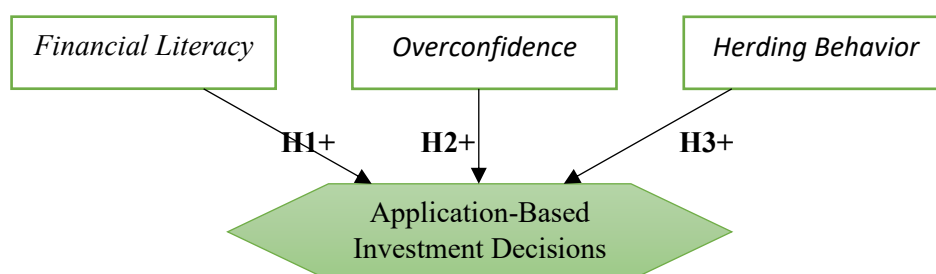 Financial Literacy
Overconfidence
Herding Behavior
H1+
H2+
H3+
Application-Based
Investment Decisions